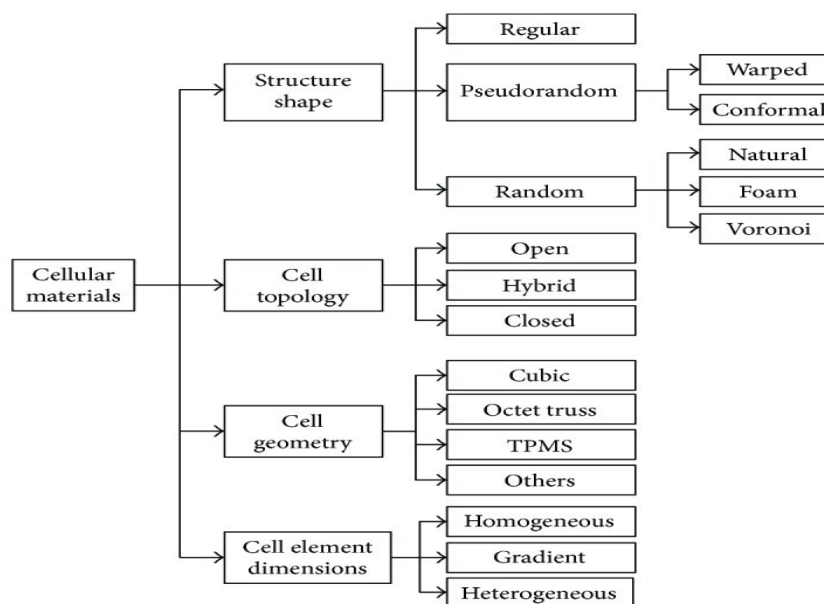 Regular
Structure
shape
Pseudorandom
Warped
Conformal
Random
Natural
Foam
Voronoi
Cellular
materials
Cell
topology
Open
Hybrid
Closed
Cell
geometry
Cubic
Octet truss
TPMS
Others
Cell element
dimensions
Homogeneous
Gradient
Heterogeneous